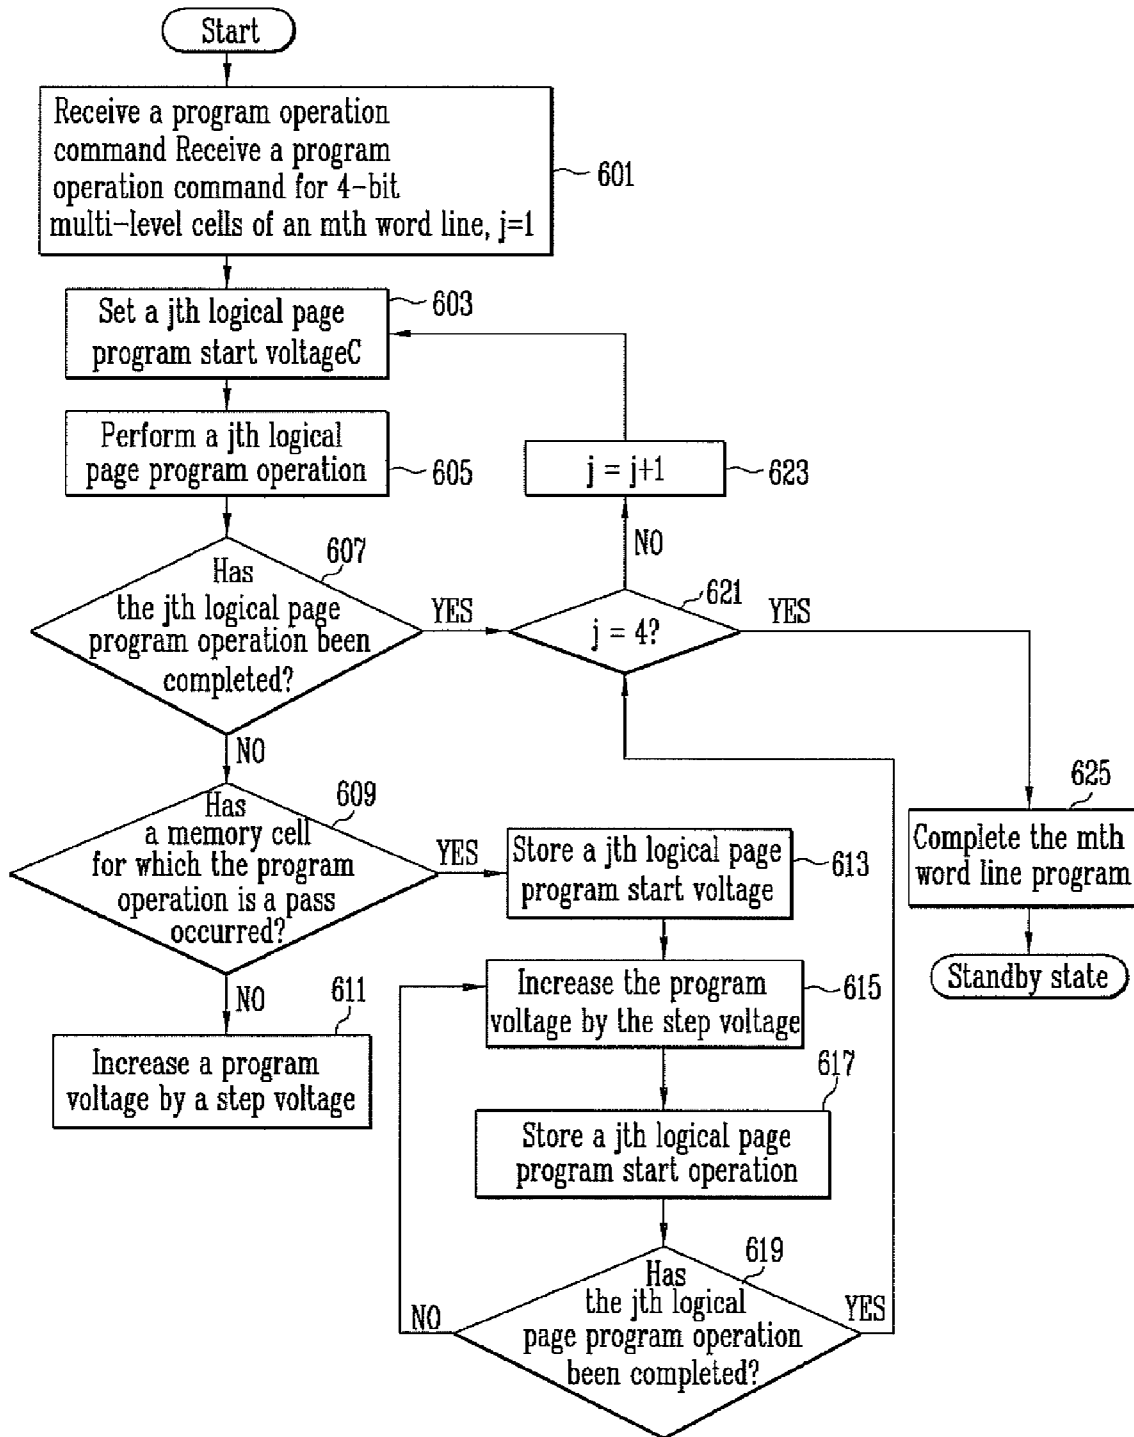 Start
Receive a program operation
command Receive a program
operation command for 4-bit
multi-level cells of an mth word line, j=1
601
Set a jth logical page
program start voltageC
603
Perform a jth logical
page program operation
605
j = j+1
623
NO
Has
the jth logical page
program operation been
completed?
607
YES
j = 4?
621
YES
NO
Has
a memory cell
for which the program
operation is a pass
occurred?
609
YES
Store a jth logical page
program start voltage
613
625
Complete the mth
word line program
Standby state
NO
611
Increase a program
voltage by a step voltage
Increase the program
voltage by the step voltage
615
617
Store a jth logical page
program start operation
619
Has
the jth logical
page program operation
been completed?
NO
YES